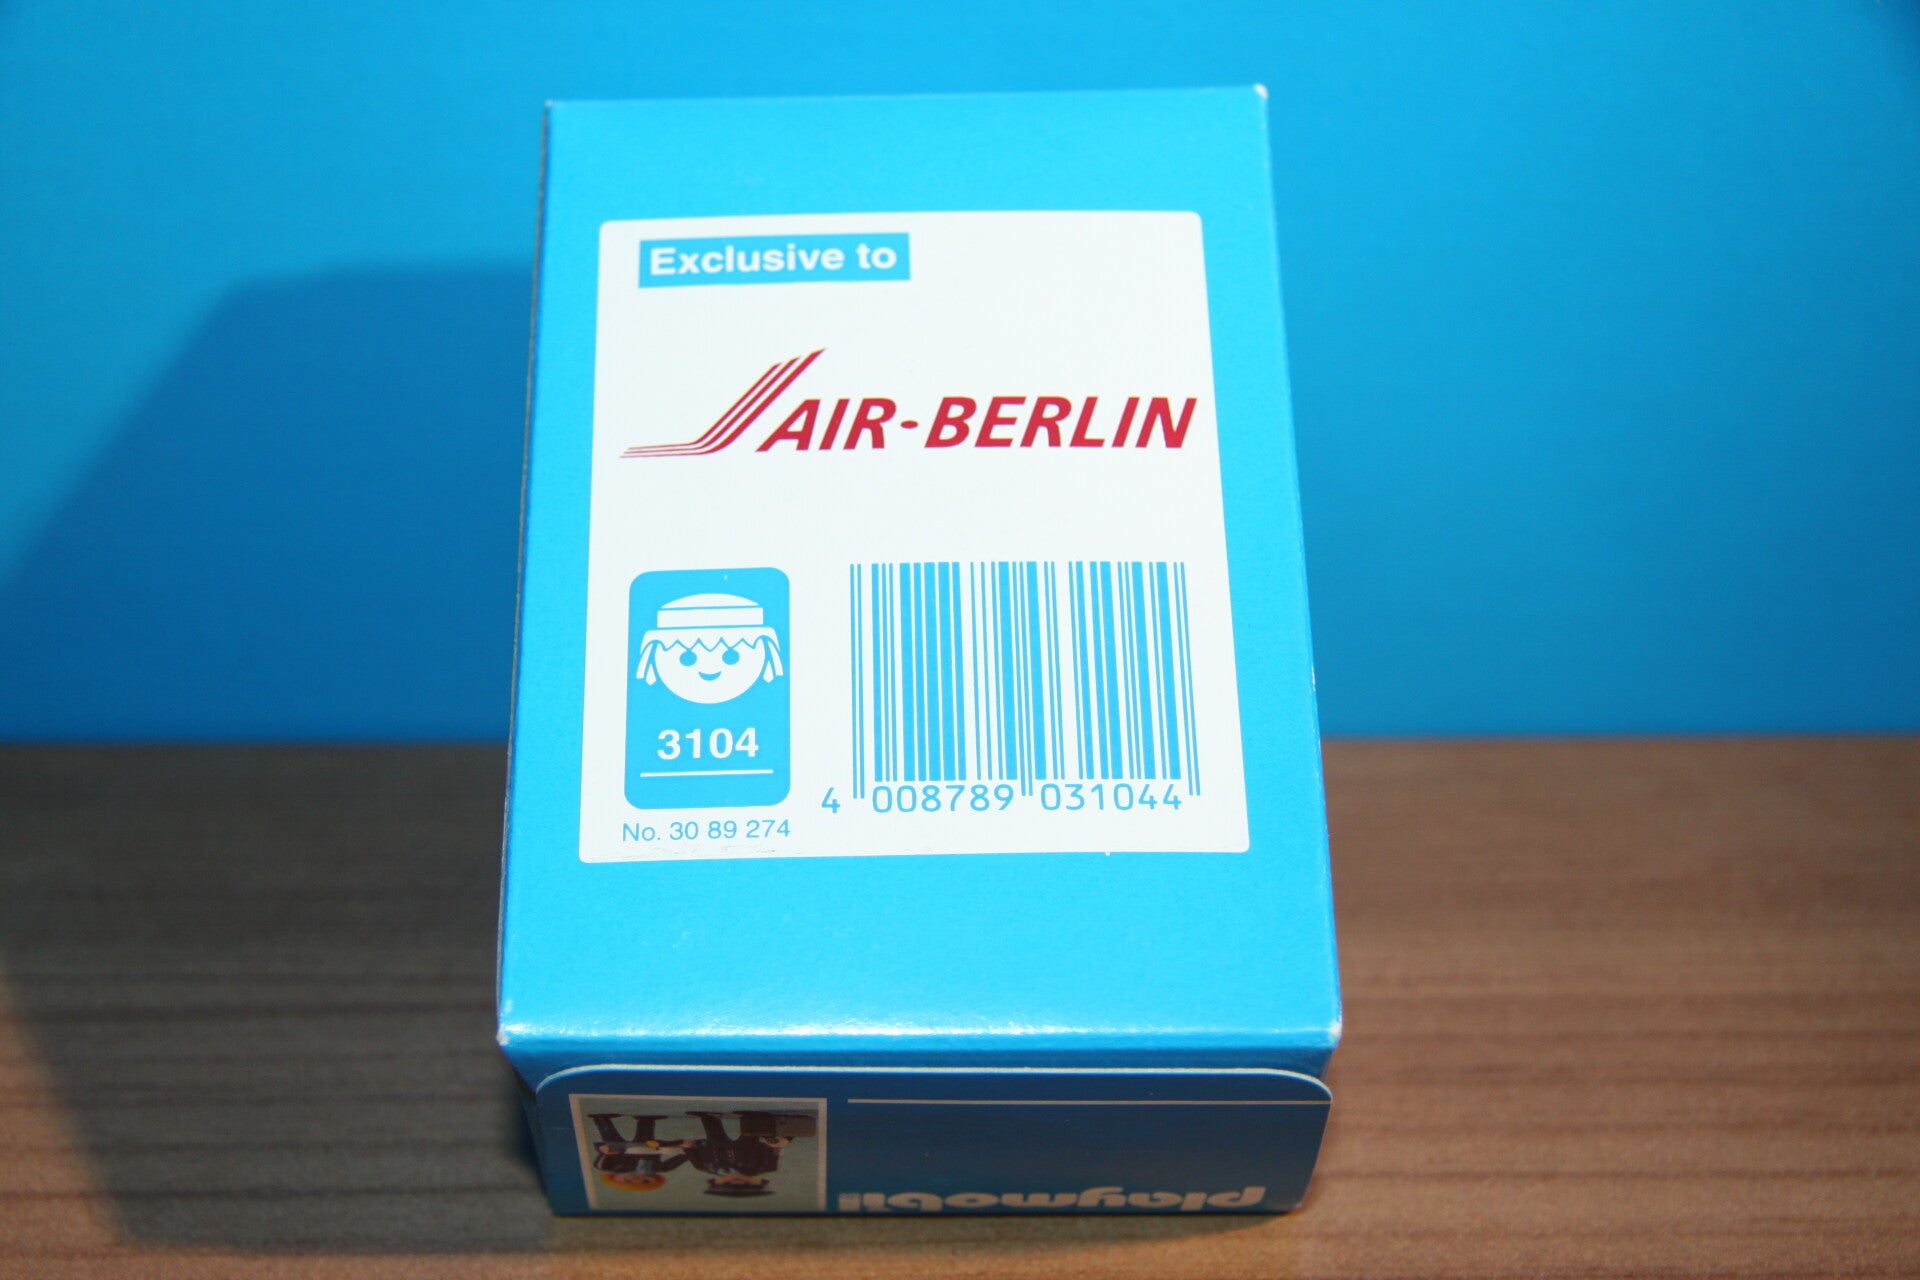 Exclusive to
AIR-BERLIN
3104
No. 30 89 274
4 008789 031044
playmobil